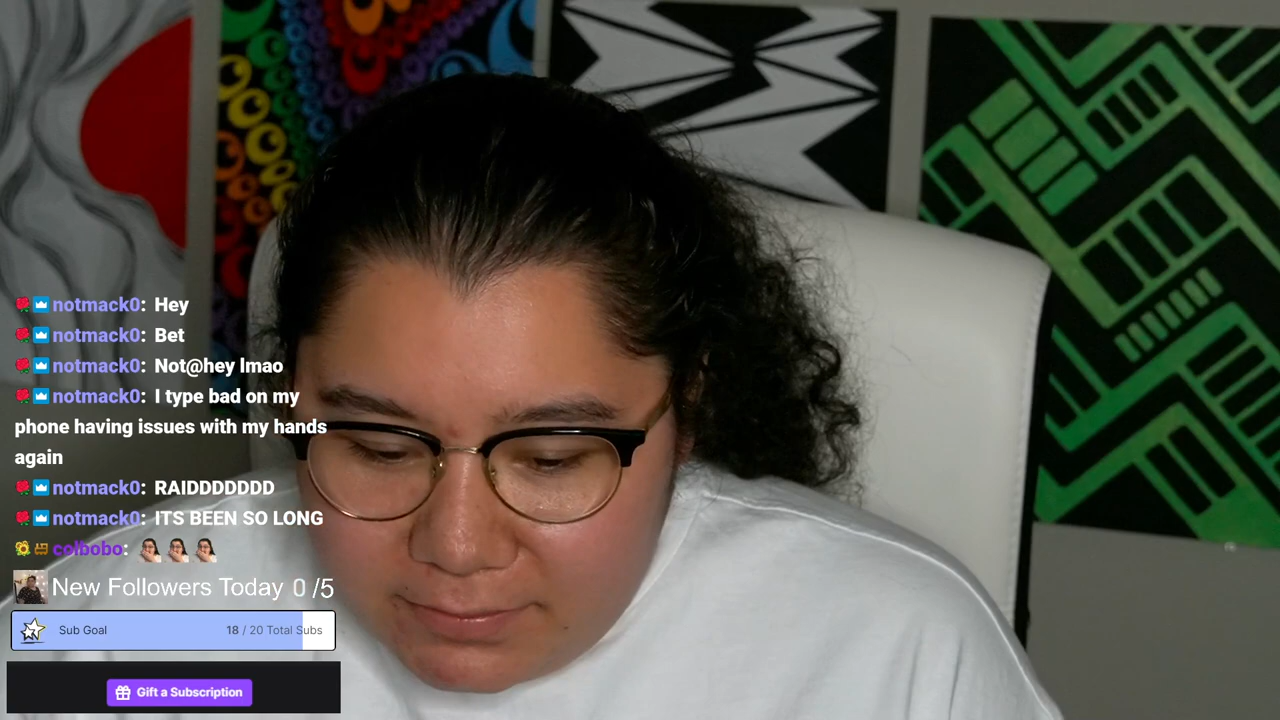 notmack0: Hey
notmack0: Bet
notmack0: Not@hey lmao
notmack0: I type bad on my
phone having issues with my hands
again
notmack0: RAIDDDDDDD
notmack0: ITS BEEN SO LONG
colbobo:
New Followers Today 0 /5
Sub Goal 18 / 20 Total Subs
Gift a Subscription